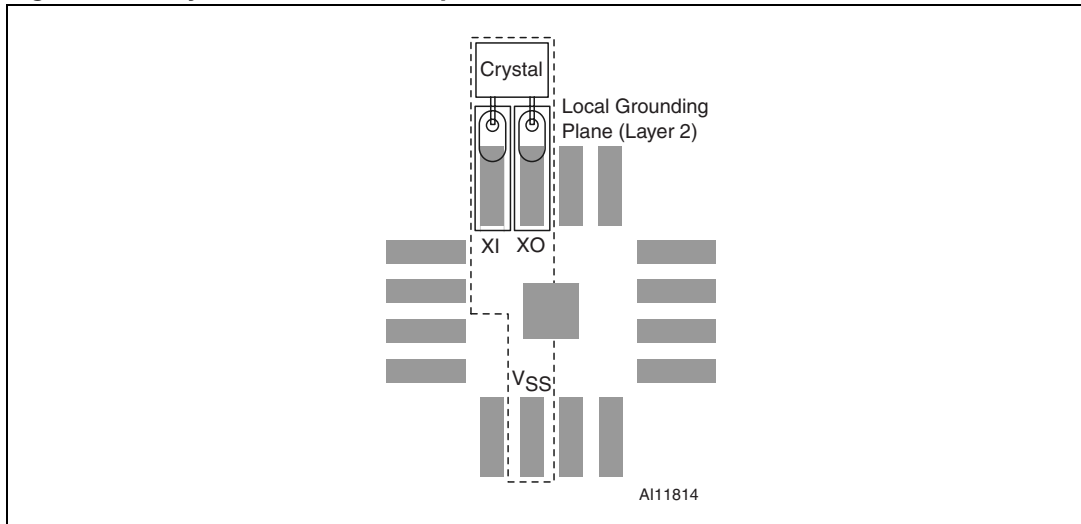 Crystal
Local Grounding
Plane (Layer 2)
XI XO
VSS
AI11814